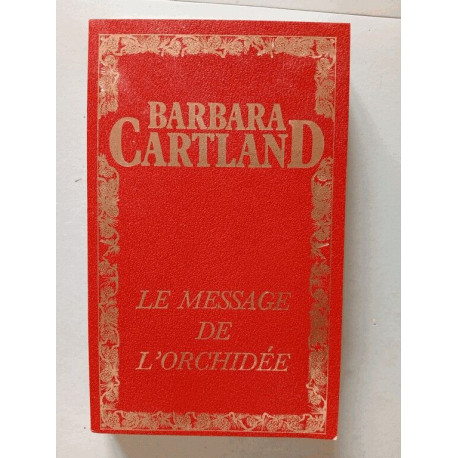 BARBARA
CARTLAND
LE MESSAGE
DE
L'ORCHIDÉE